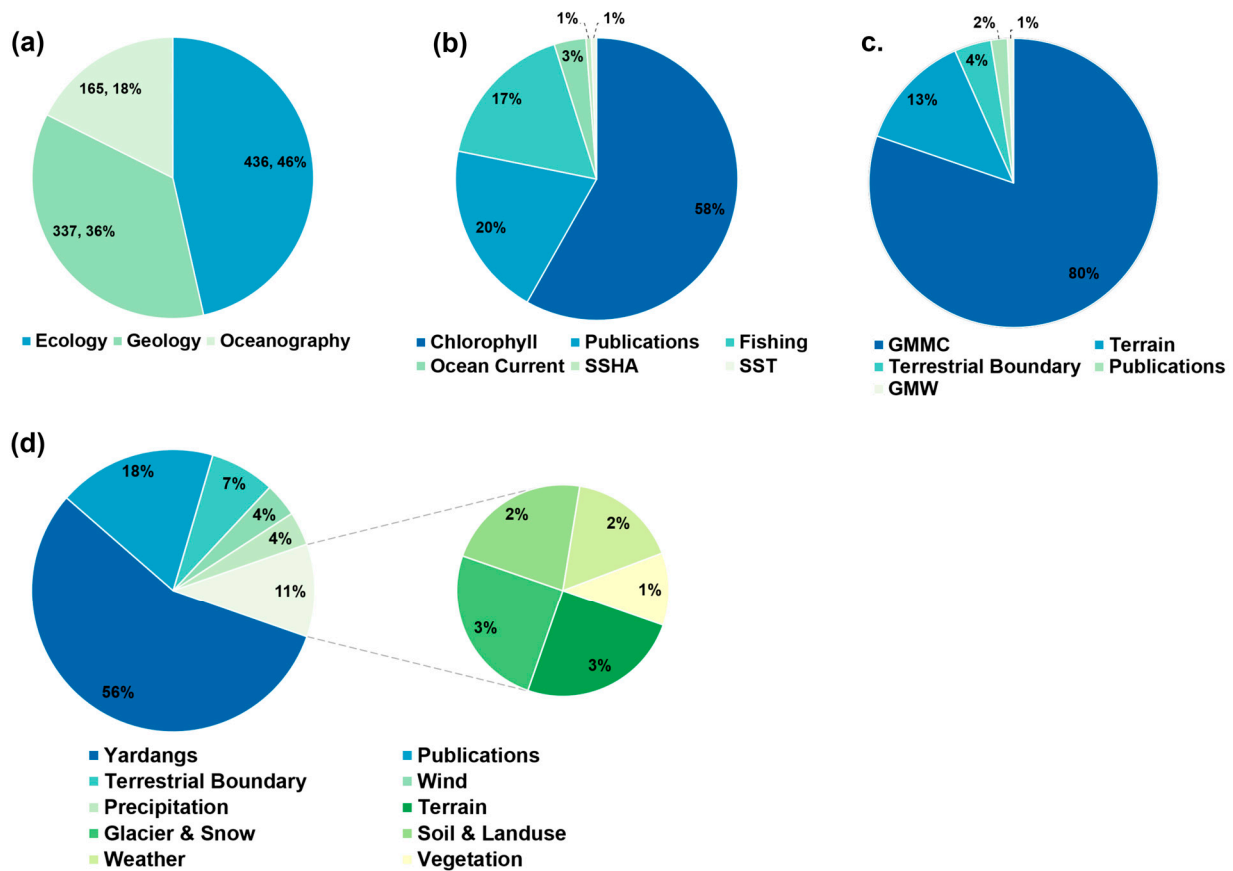 (a)
165, 18%
436, 46%
337, 36%
Ecology Geology Oceanography
(b)
1% 1%
3%
17%
58%
20%
Chlorophyll Publications Fishing
Ocean Current SSHA SST
c.
2% 1%
4%
13%
80%
GMMC Terrain
Terrestrial Boundary Publications
GMW
(d)
18%
7%
4%
4%
11%
56%
2%
2%
1%
3%
3%
Yardangs Publications
Terrestrial Boundary Wind
Precipitation Terrain
Glacier & Snow Soil & Landuse
Weather Vegetation